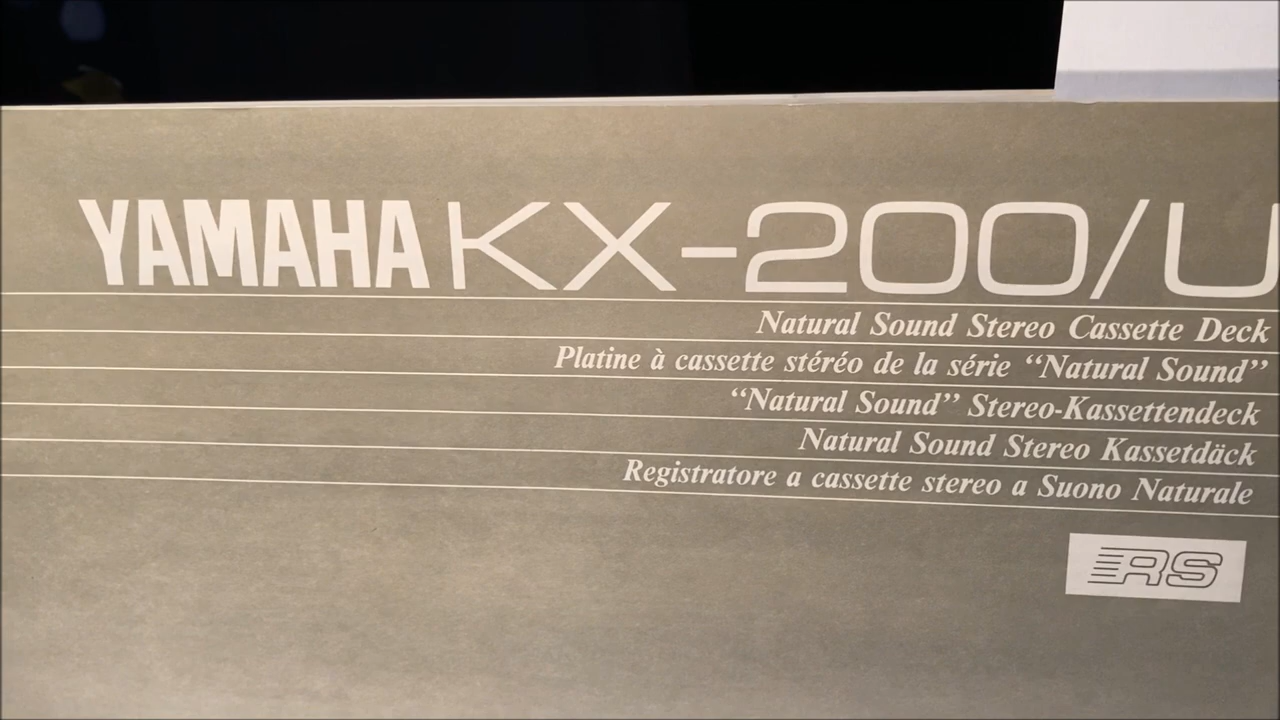 YAMAHA KX-200/U
Natural Sound Stereo Cassette Deck
Platine à cassette stéréo de la série “Natural Sound”
“Natural Sound” Stereo-Kassettendeck
Natural Sound Stereo Kassetdäck
Registratore a cassette stereo a Suono Naturale
RS